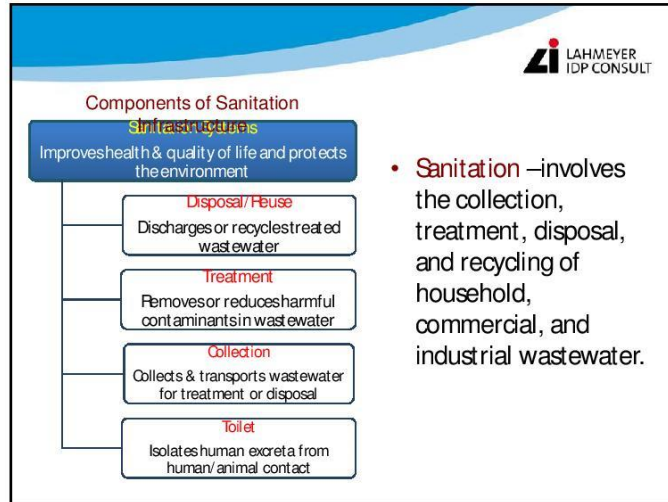 LAHMEYER
IDP CONSULT
Components of Sanitation
Infrastructure
Sanitation Systems
Improves health & quality of life and protects
the environment
Disposal/Reuse
Discharges or recycles treated
wastewater
Treatment
Removes or reduces harmful
contaminants in wastewater
Collection
Collects & transports wastewater
for treatment or disposal
Toilet
Isolates human excreta from
human/animal contact
• Sanitation –involves
the collection,
treatment, disposal,
and recycling of
household,
commercial, and
industrial wastewater.